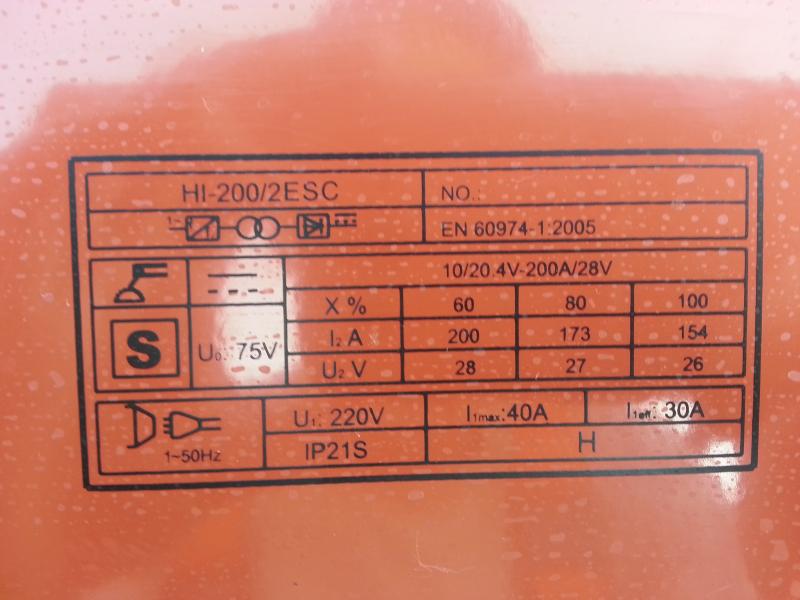 HI-200/2ESC NO.:
1~ EN 60974-1:2005
10/20.4V-200A/28V
X % 60 80 100
S U₀: 75V I₂ A 200 173 154
U₂ V 28 27 26
U₁: 220V I₁max:40A I₁eff: 30A
1~50Hz IP21S H